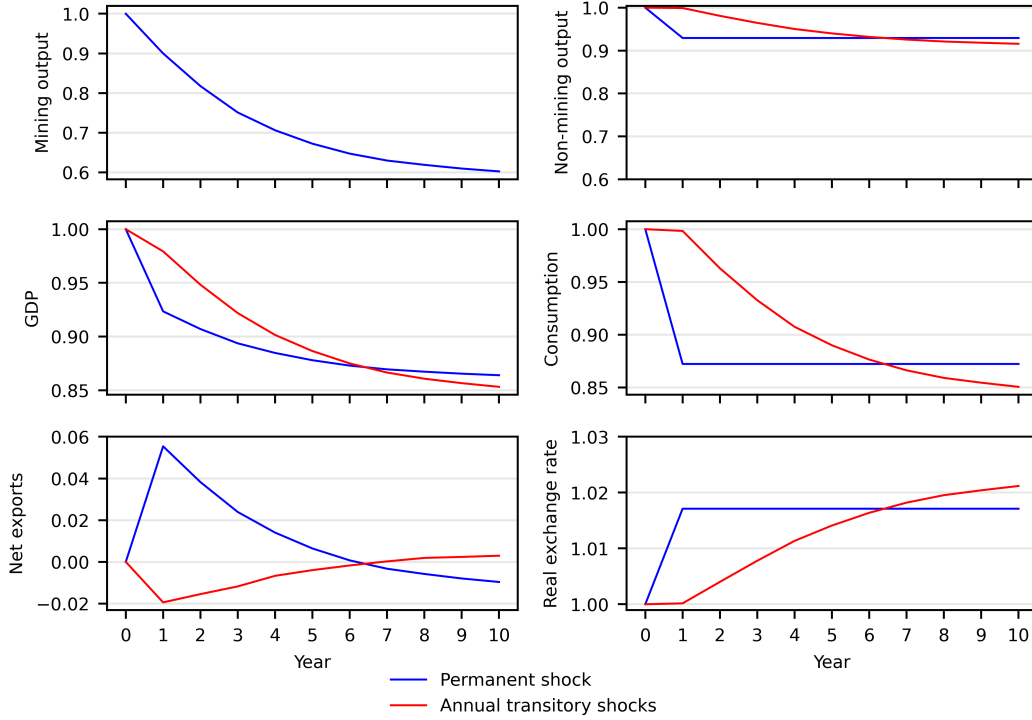 Mining output
1.0
0.9
0.8
0.7
0.6
Non-mining output
1.0
0.9
0.8
0.7
0.6
GDP
1.00
0.95
0.90
0.85
Consumption
1.00
0.95
0.90
0.85
Net exports
0.06
0.04
0.02
0.00
−0.02
0 1 2 3 4 5 6 7 8 9 10
Year
Real exchange rate
1.03
1.02
1.01
1.00
0 1 2 3 4 5 6 7 8 9 10
Year
Permanent shock
Annual transitory shocks